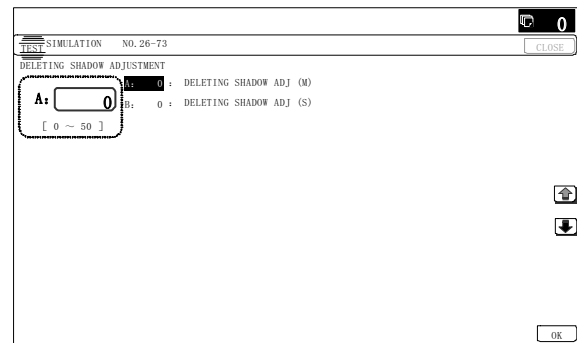 0
TEST SIMULATION NO.26-73
CLOSE
DELETING SHADOW ADJUSTMENT
A: 0
[ 0 ～ 50 ]
A: 0 : DELETING SHADOW ADJ (M)
B: 0 : DELETING SHADOW ADJ (S)
OK